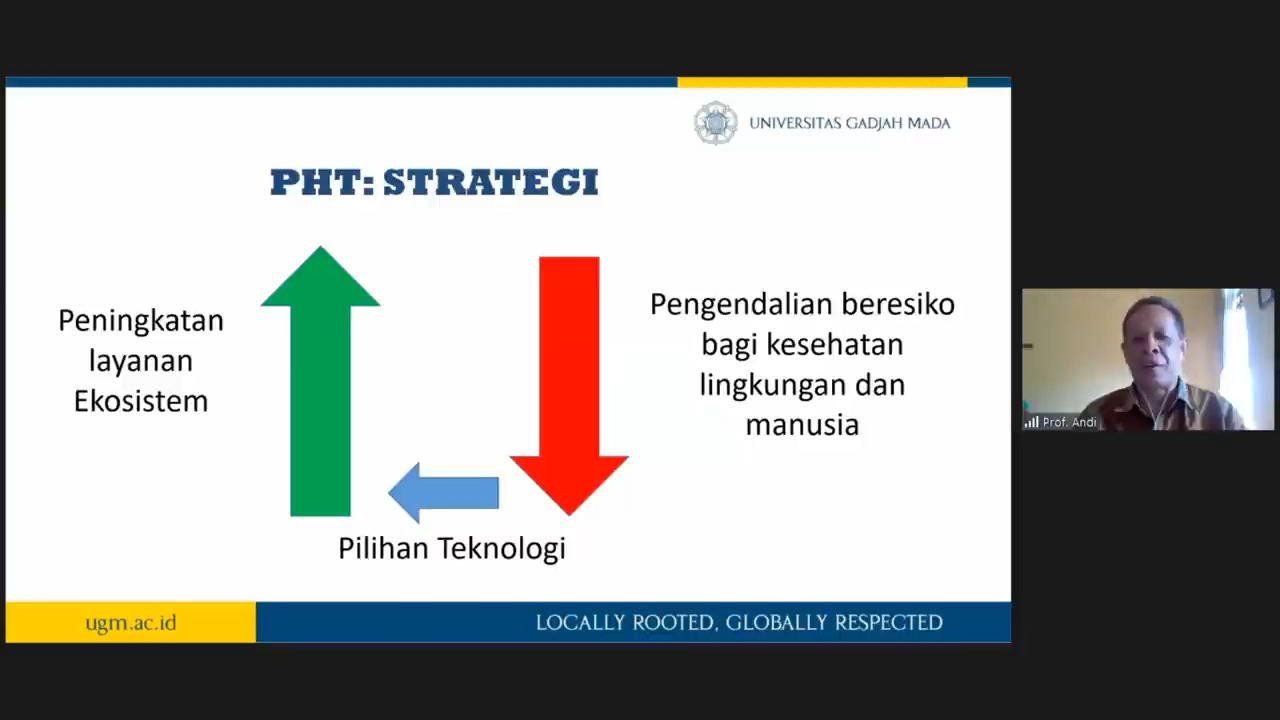 UNIVERSITAS GADJAH MADA
PHT: STRATEGI
Peningkatan
layanan
Ekosistem
Pengendalian beresiko
bagi kesehatan
lingkungan dan
manusia
Pilihan Teknologi
Prof. Andi
ugm.ac.id
LOCALLY ROOTED, GLOBALLY RESPECTED